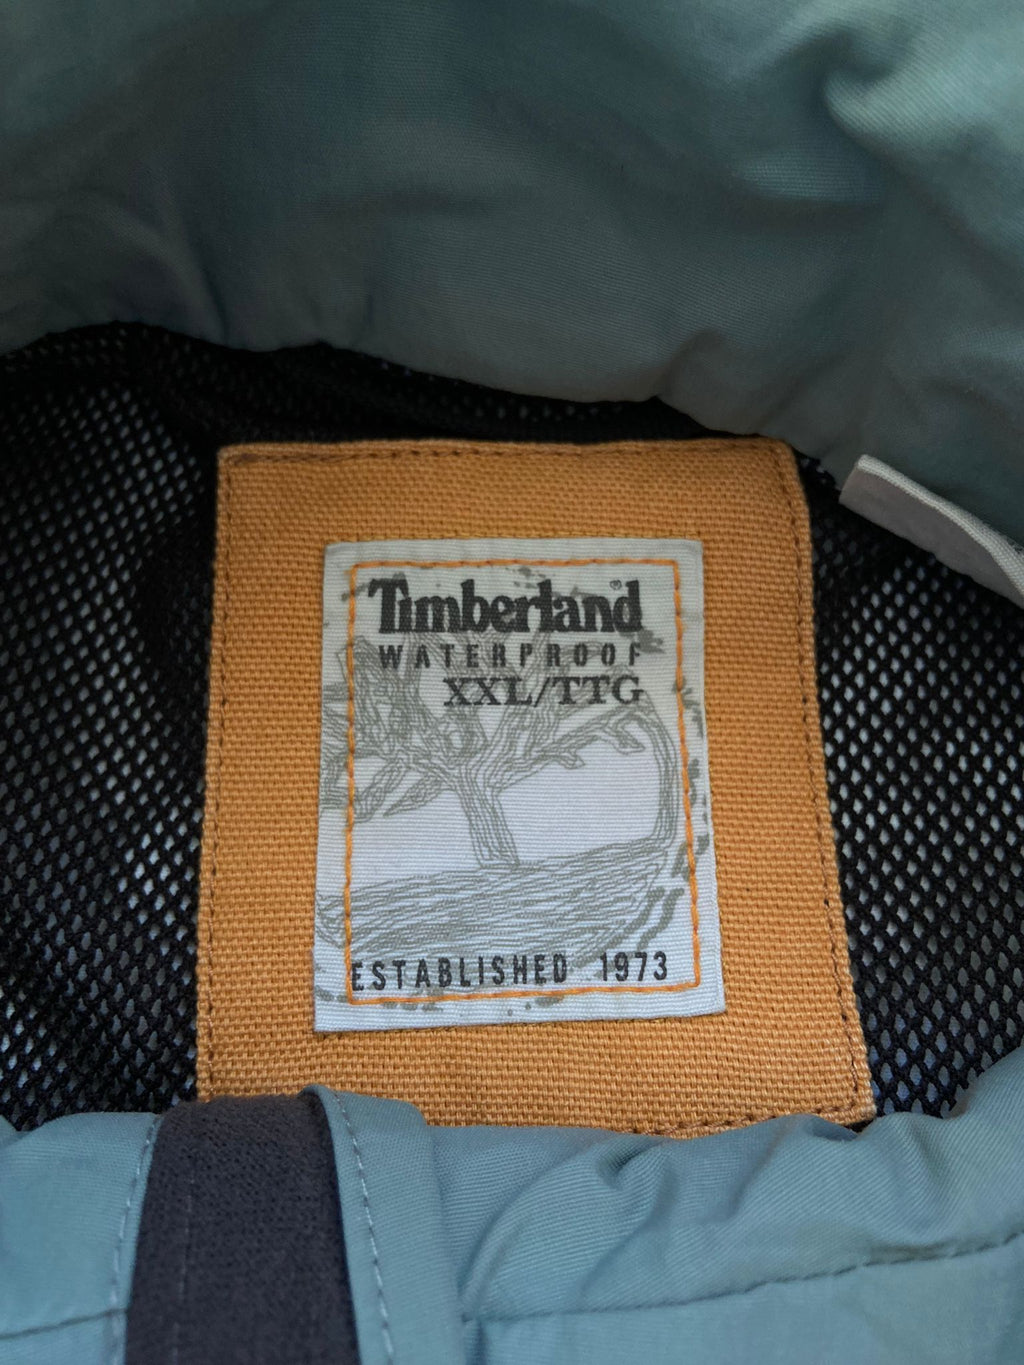 Timberland®
WATERPROOF
XXL/TTG
ESTABLISHED 1973